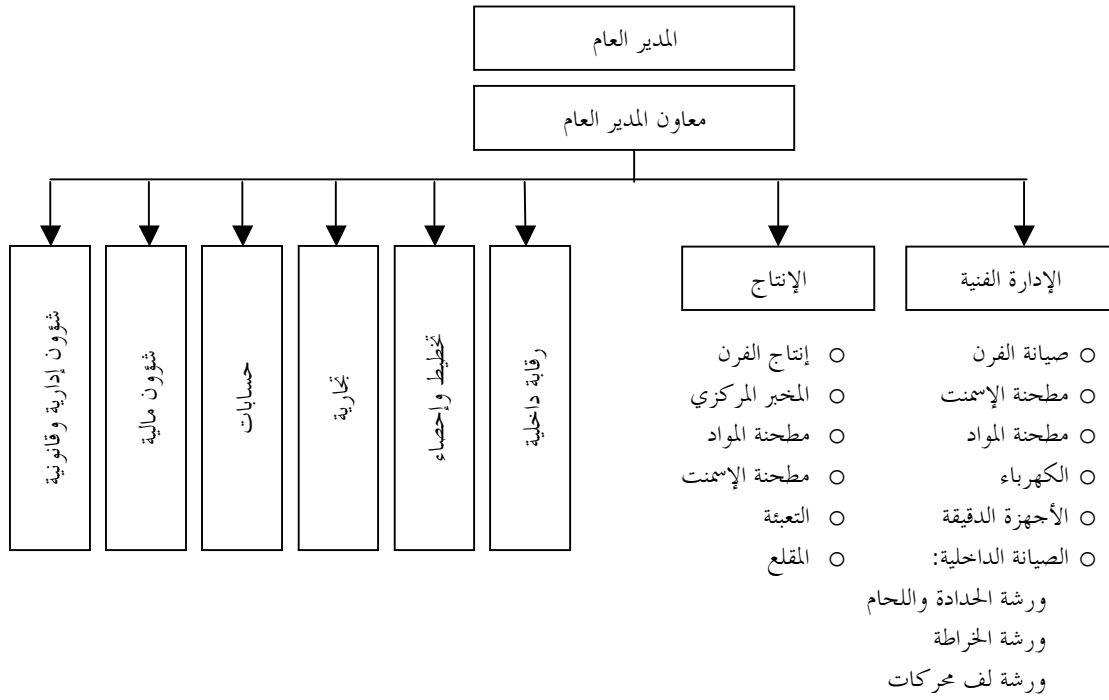 المدير العام
معاون المدير العام
الإدارة الفنية
صيانة الفرن
مطحنة الإسمنت
مطحنة المواد
الكهرباء
الأجهزة الدقيقة
الصيانة الداخلية:
ورشة الحدادة واللحام
ورشة الخراطة
ورشة لف محركات
الإنتاج
إنتاج الفرن
المخبر المركزي
مطحنة المواد
مطحنة الإسمنت
التعبئة
المقلع
رقابة داخلية
تخطيط وإحصاء
تجارية
حسابات
شؤون مالية
شؤون إدارية وقانونية